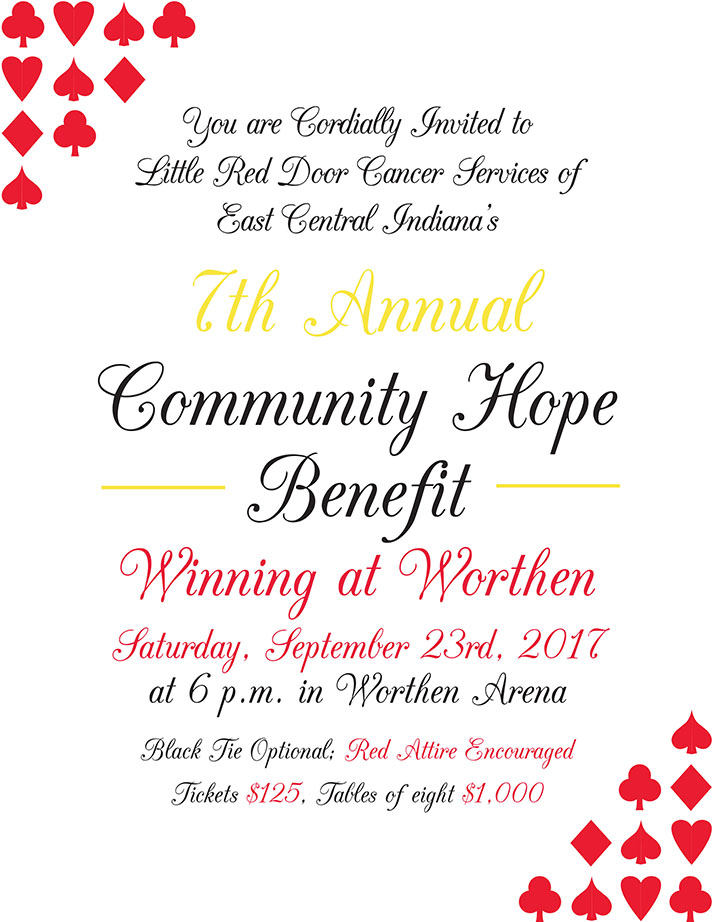 You are Cordially Invited to
Little Red Door Cancer Services of
East Central Indiana's
7th Annual
Community Hope
Benefit
Winning at Worthen
Saturday, September 23rd, 2017
at 6 p.m. in Worthen Arena
Black Tie Optional; Red Attire Encouraged
Tickets $125, Tables of eight $1,000